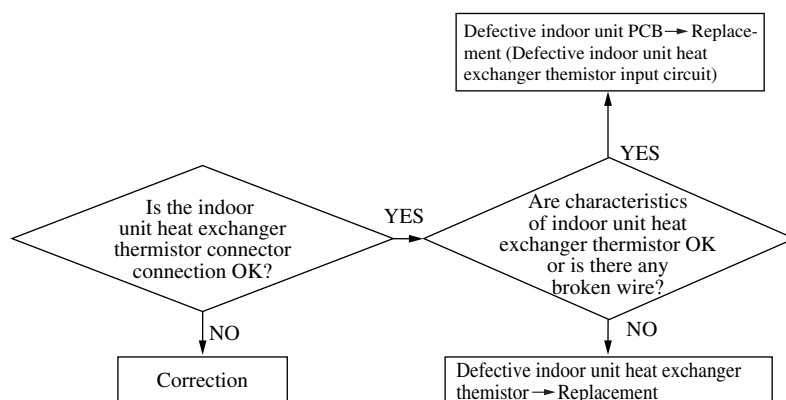 Defective indoor unit PCB → Replace-
ment (Defective indoor unit heat
exchanger themistor input circuit)
YES
Is the indoor
unit heat exchanger
thermistor connector
connection OK?
YES
Are characteristics
of indoor unit heat
exchanger thermistor OK
or is there any
broken wire?
NO
Correction
NO
Defective indoor unit heat exchanger
themistor → Replacement